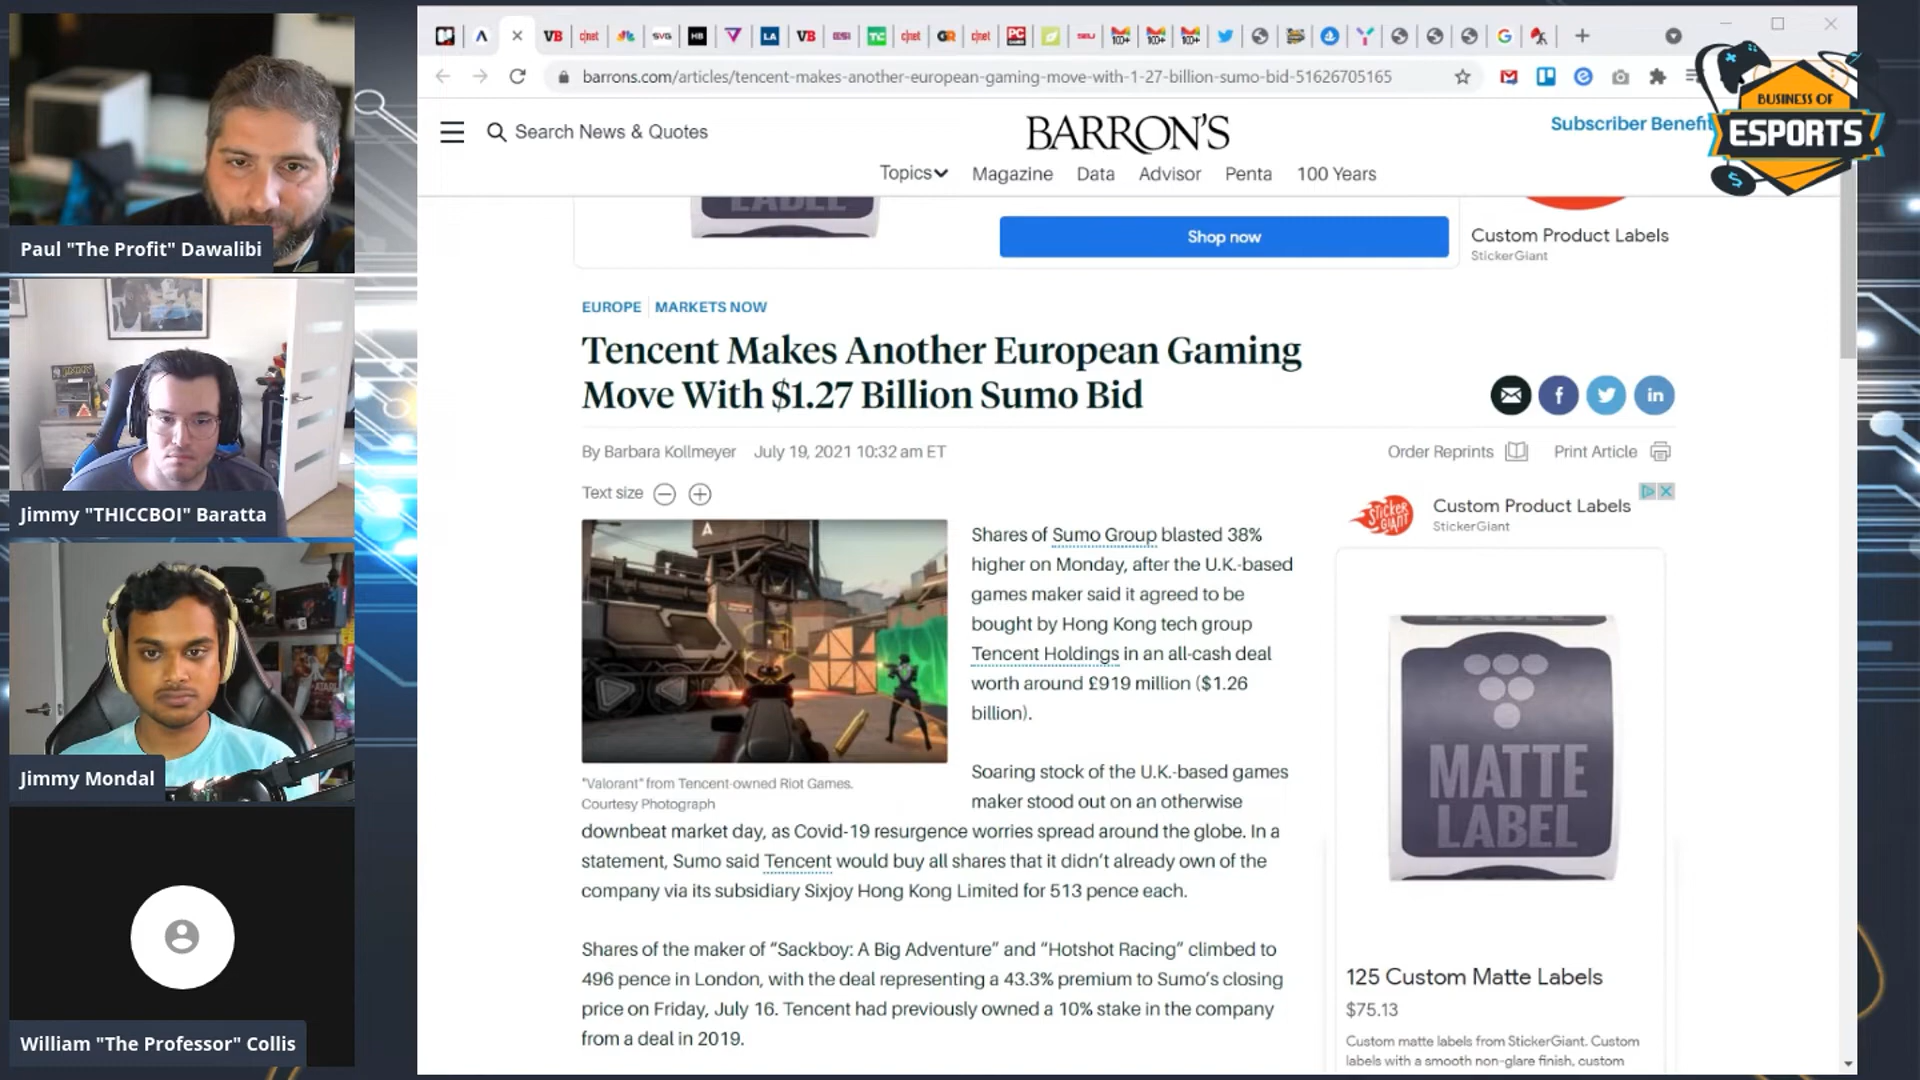 Paul "The Profit" Dawalibi
Jimmy "THICCBOI" Baratta
Jimmy Mondal
William "The Professor" Collis
barrons.com/articles/tencent-makes-another-european-gaming-move-with-1-27-billion-sumo-bid-51626705165
BUSINESS OF
ESPORTS
Search News & Quotes
BARRON'S
Subscriber Benefit
Topics
Magazine
Data
Advisor
Penta
100 Years
LABEL
Shop now
Custom Product Labels
StickerGiant
EUROPE
MARKETS NOW
Tencent Makes Another European Gaming
Move With $1.27 Billion Sumo Bid
By Barbara Kollmeyer
July 19, 2021 10:32 am ET
Order Reprints
Print Article
Text size
Shares of Sumo Group blasted 38%
higher on Monday, after the U.K.-based
games maker said it agreed to be
bought by Hong Kong tech group
Tencent Holdings in an all-cash deal
worth around £919 million ($1.26
billion).
"Valorant" from Tencent-owned Riot Games.
Courtesy Photograph
Soaring stock of the U.K.-based games
maker stood out on an otherwise
downbeat market day, as Covid-19 resurgence worries spread around the globe. In a
statement, Sumo said Tencent would buy all shares that it didn't already own of the
company via its subsidiary Sixjoy Hong Kong Limited for 513 pence each.
Shares of the maker of “Sackboy: A Big Adventure” and “Hotshot Racing” climbed to
496 pence in London, with the deal representing a 43.3% premium to Sumo's closing
price on Friday, July 16. Tencent had previously owned a 10% stake in the company
from a deal in 2019.
STICKER
GIANT
Custom Product Labels
StickerGiant
LABEL
MATTE
LABEL
125 Custom Matte Labels
$75.13
Custom matte labels from StickerGiant. Custom
labels with a smooth non-glare finish, custom